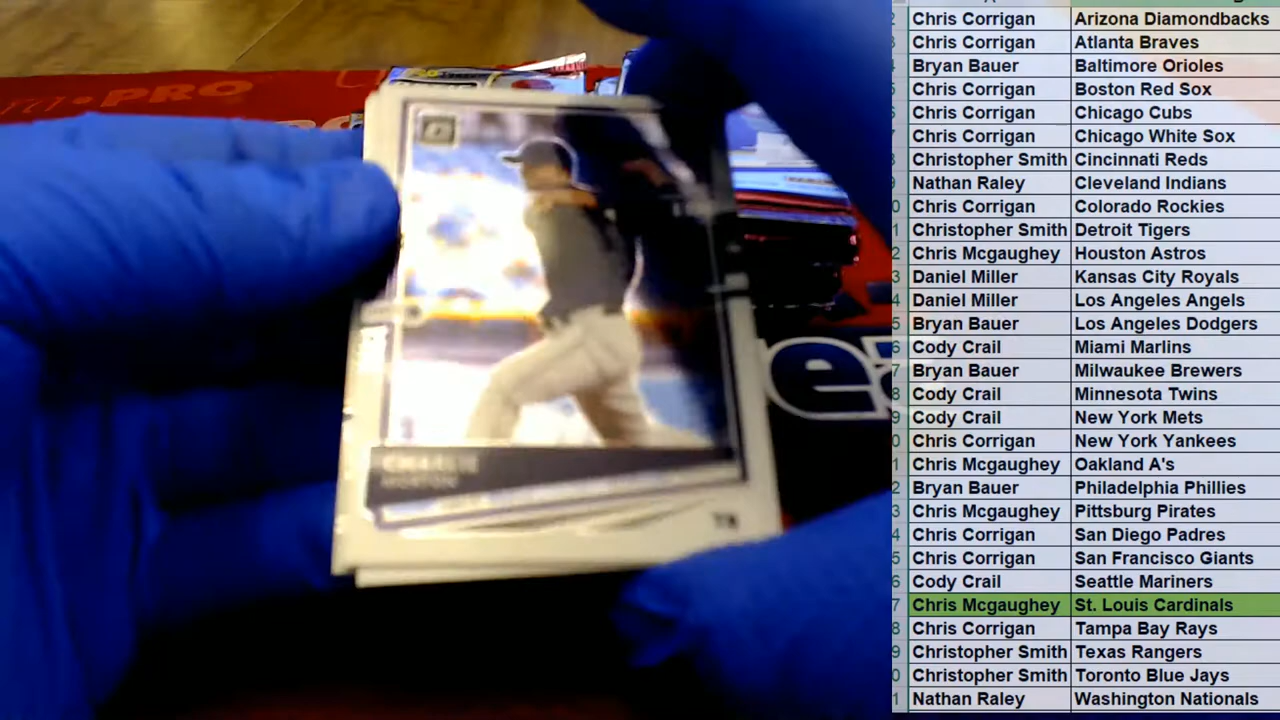 PRO
CHARLIE
MORTON
TB
ea
Chris Corrigan Arizona Diamondbacks
Chris Corrigan Atlanta Braves
Bryan Bauer Baltimore Orioles
Chris Corrigan Boston Red Sox
Chris Corrigan Chicago Cubs
Chris Corrigan Chicago White Sox
Christopher Smith Cincinnati Reds
Nathan Raley Cleveland Indians
Chris Corrigan Colorado Rockies
Christopher Smith Detroit Tigers
Chris Mcgaughey Houston Astros
Daniel Miller Kansas City Royals
Daniel Miller Los Angeles Angels
Bryan Bauer Los Angeles Dodgers
Cody Crail Miami Marlins
Bryan Bauer Milwaukee Brewers
Cody Crail Minnesota Twins
Cody Crail New York Mets
Chris Corrigan New York Yankees
Chris Mcgaughey Oakland A's
Bryan Bauer Philadelphia Phillies
Chris Mcgaughey Pittsburg Pirates
Chris Corrigan San Diego Padres
Chris Corrigan San Francisco Giants
Cody Crail Seattle Mariners
Chris Mcgaughey St. Louis Cardinals
Chris Corrigan Tampa Bay Rays
Christopher Smith Texas Rangers
Christopher Smith Toronto Blue Jays
Nathan Raley Washington Nationals